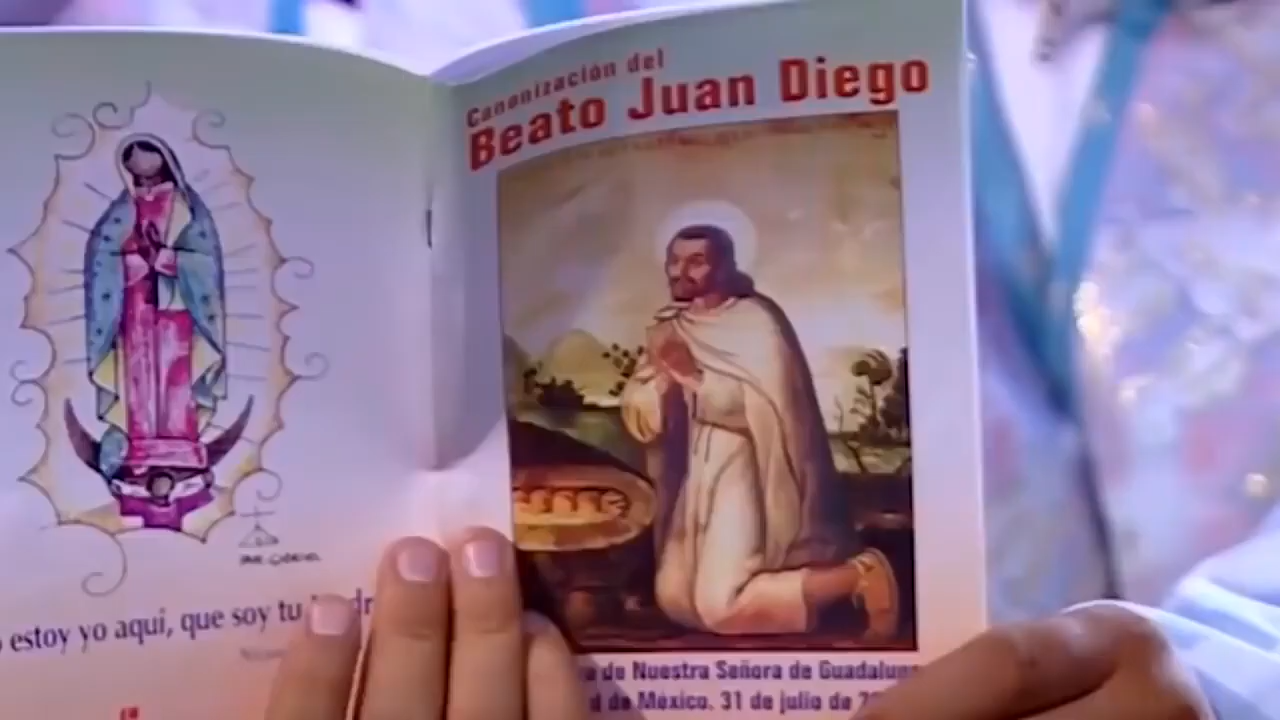 estoy yo aquí, que soy tu
Canonización del
Beato Juan Diego
de Nuestra Señora de
de México. 31 de julio de